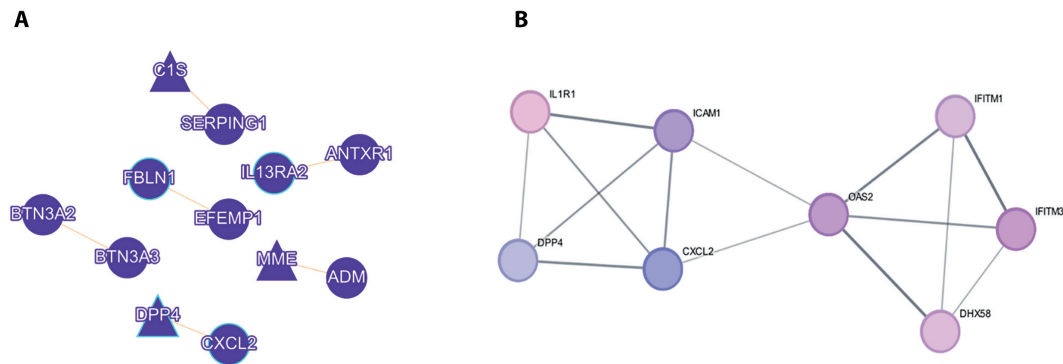 A
C1S
SERPING1
ANTXR1
IL13RA2
FBLN1
EFEMP1
BTN3A2
BTN3A3
MME
ADM
DPP4
CXCL2
B
IL1R1
ICAM1
IFITM1
OAS2
IFITM3
DPP4
CXCL2
DHX58